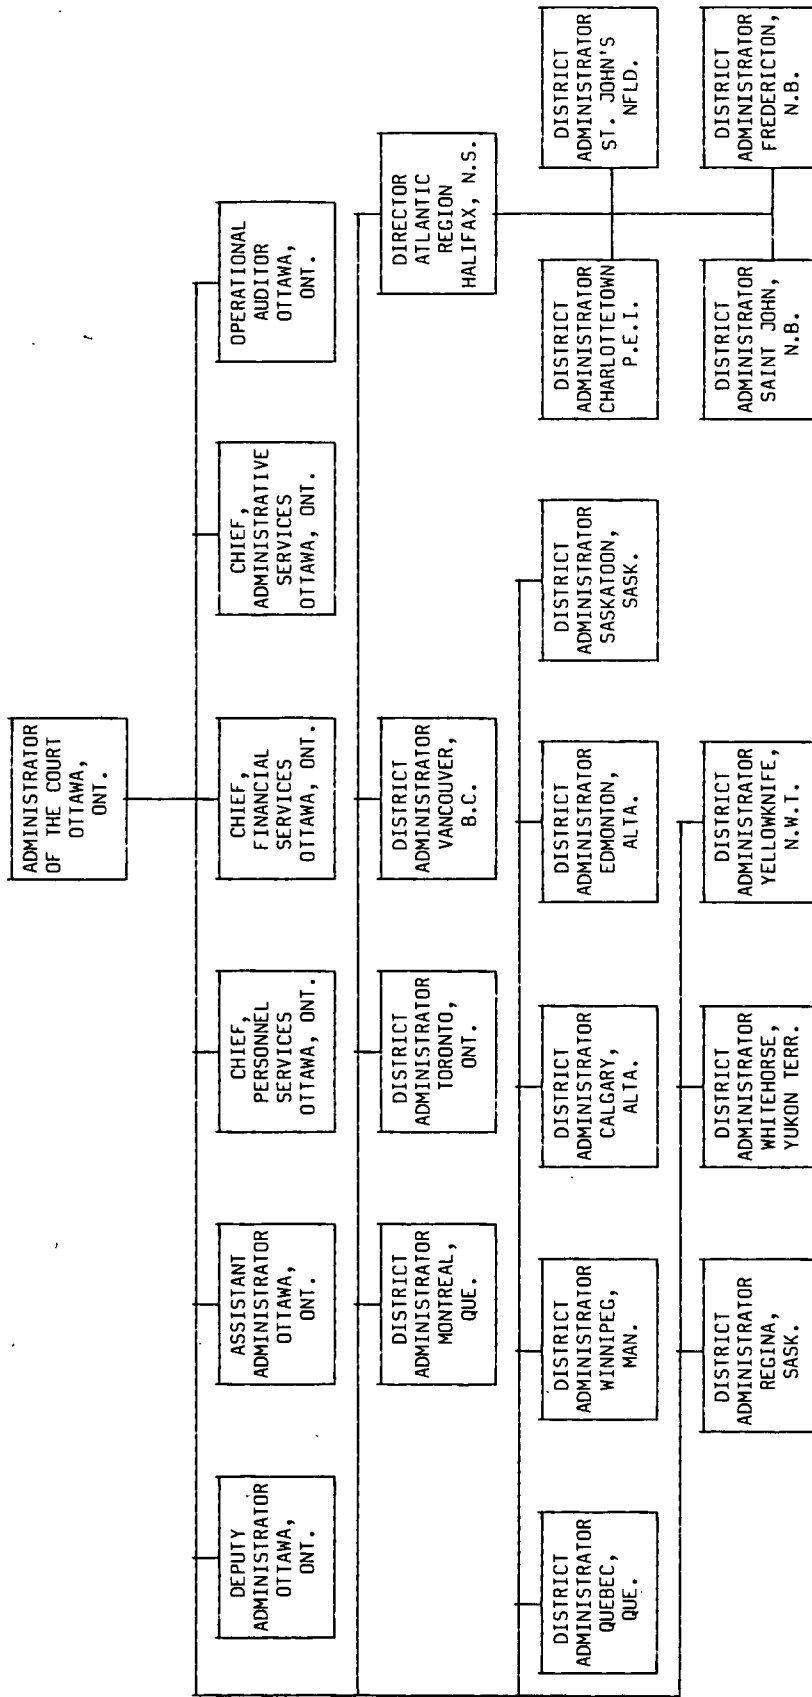 ADMINISTRATOR
OF THE COURT
OTTAWA,
ONT.
DEPUTY
ADMINISTRATOR
OTTAWA,
ONT.
ASSISTANT
ADMINISTRATOR
OTTAWA,
ONT.
CHIEF,
PERSONNEL
SERVICES
OTTAWA, ONT.
CHIEF,
FINANCIAL
SERVICES
OTTAWA, ONT.
CHIEF,
ADMINISTRATIVE
SERVICES
OTTAWA, ONT.
OPERATIONAL
AUDITOR
OTTAWA,
ONT.
DISTRICT
ADMINISTRATOR
MONTREAL,
QUE.
DISTRICT
ADMINISTRATOR
TORONTO,
ONT.
DISTRICT
ADMINISTRATOR
VANCOUVER,
B.C.
DIRECTOR
ATLANTIC
REGION
HALIFAX, N.S.
DISTRICT
ADMINISTRATOR
QUEBEC,
QUE.
DISTRICT
ADMINISTRATOR
WINNIPEG,
MAN.
DISTRICT
ADMINISTRATOR
CALGARY,
ALTA.
DISTRICT
ADMINISTRATOR
EDMONTON,
ALTA.
DISTRICT
ADMINISTRATOR
SASKATOON,
SASK.
DISTRICT
ADMINISTRATOR
CHARLOTTETOWN
P.E.I.
DISTRICT
ADMINISTRATOR
ST. JOHN'S
NFLD.
DISTRICT
ADMINISTRATOR
REGINA,
SASK.
DISTRICT
ADMINISTRATOR
WHITEHORSE,
YUKON TERR.
DISTRICT
ADMINISTRATOR
YELLOWKNIFE,
N.W.T.
DISTRICT
ADMINISTRATOR
SAINT JOHN,
N.B.
DISTRICT
ADMINISTRATOR
FREDERICTON,
N.B.